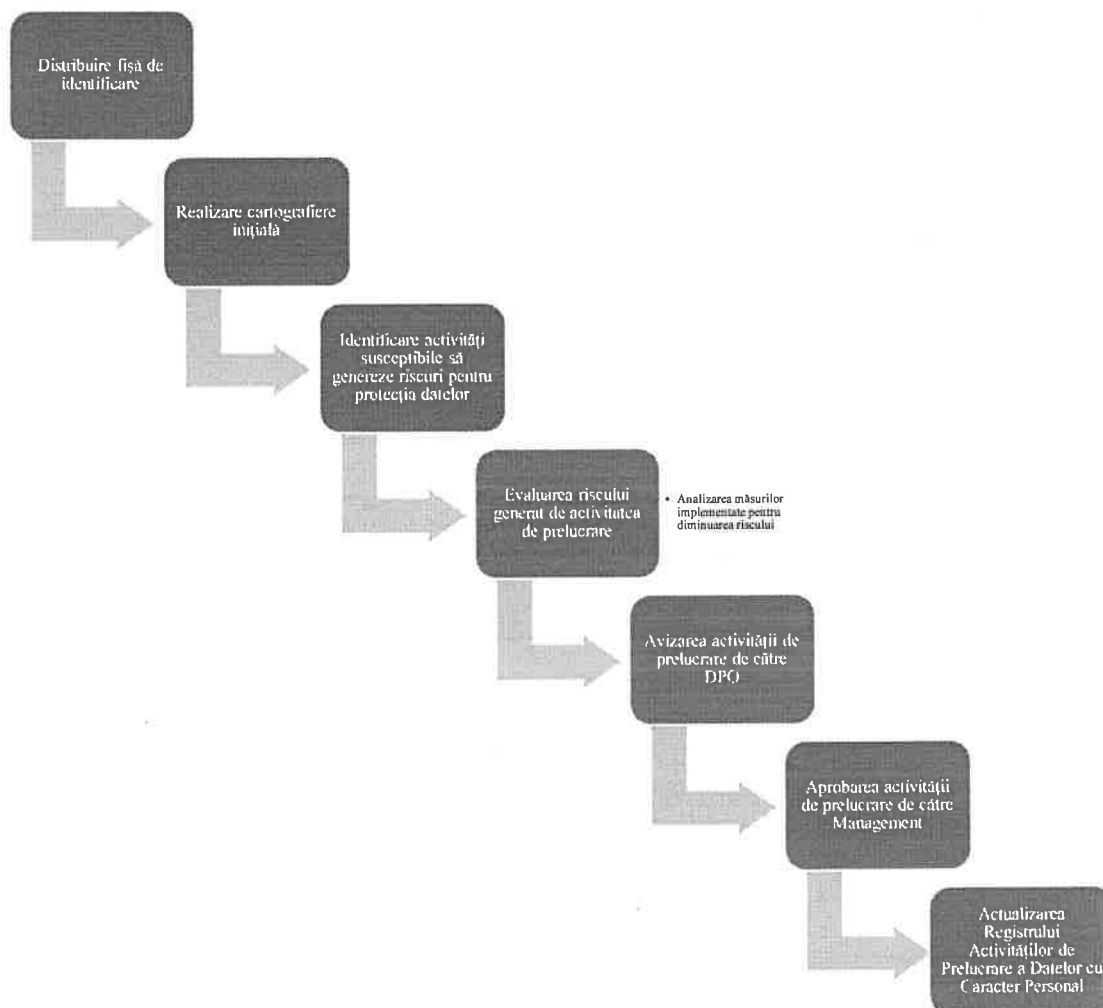 Distribuire fișă de
identificare
Realizare cartografiere
inițială
Identificare activități
susceptibile să
genereze riscuri pentru
protecția datelor
Evaluarea riscului
generat de activitatea
de prelucrare
• Analizarea măsurilor
implementate pentru
diminuarea riscului
Avizarea activității de
prelucrare de către
DPO
Aprobarea activității
de prelucrare de către
Management
Actualizarea
Registrului
Activităților de
Prelucrare a Datelor cu
Caracter Personal